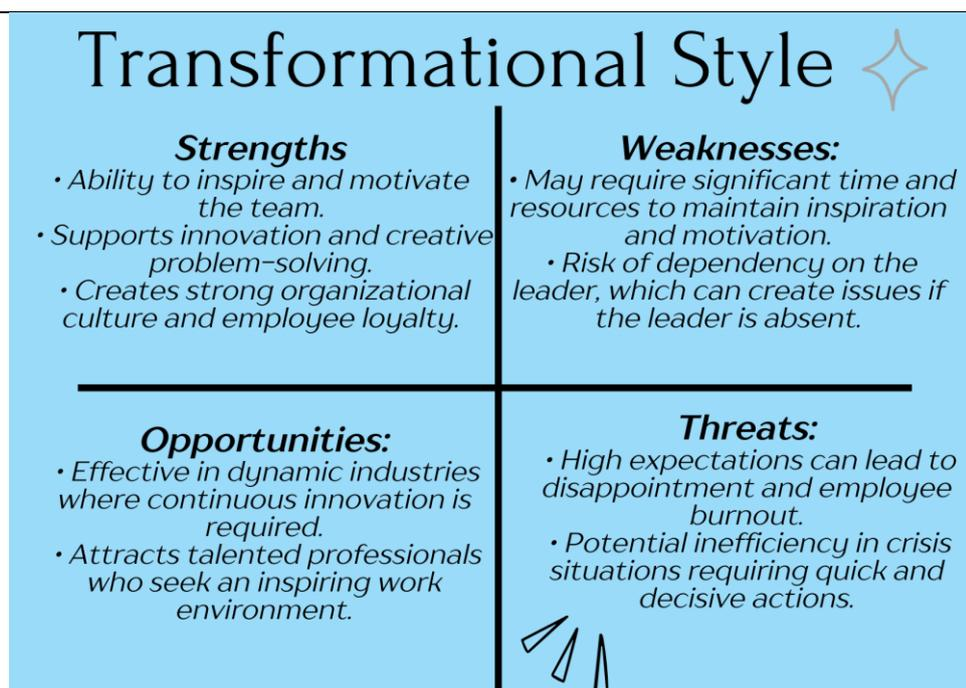 Transformational Style
Strengths
• Ability to inspire and motivate
the team.
• Supports innovation and creative
problem-solving.
• Creates strong organizational
culture and employee loyalty.
Weaknesses:
• May require significant time and
resources to maintain inspiration
and motivation.
• Risk of dependency on the
leader, which can create issues if
the leader is absent.
Opportunities:
• Effective in dynamic industries
where continuous innovation is
required.
• Attracts talented professionals
who seek an inspiring work
environment.
Threats:
• High expectations can lead to
disappointment and employee
burnout.
• Potential inefficiency in crisis
situations requiring quick and
decisive actions.